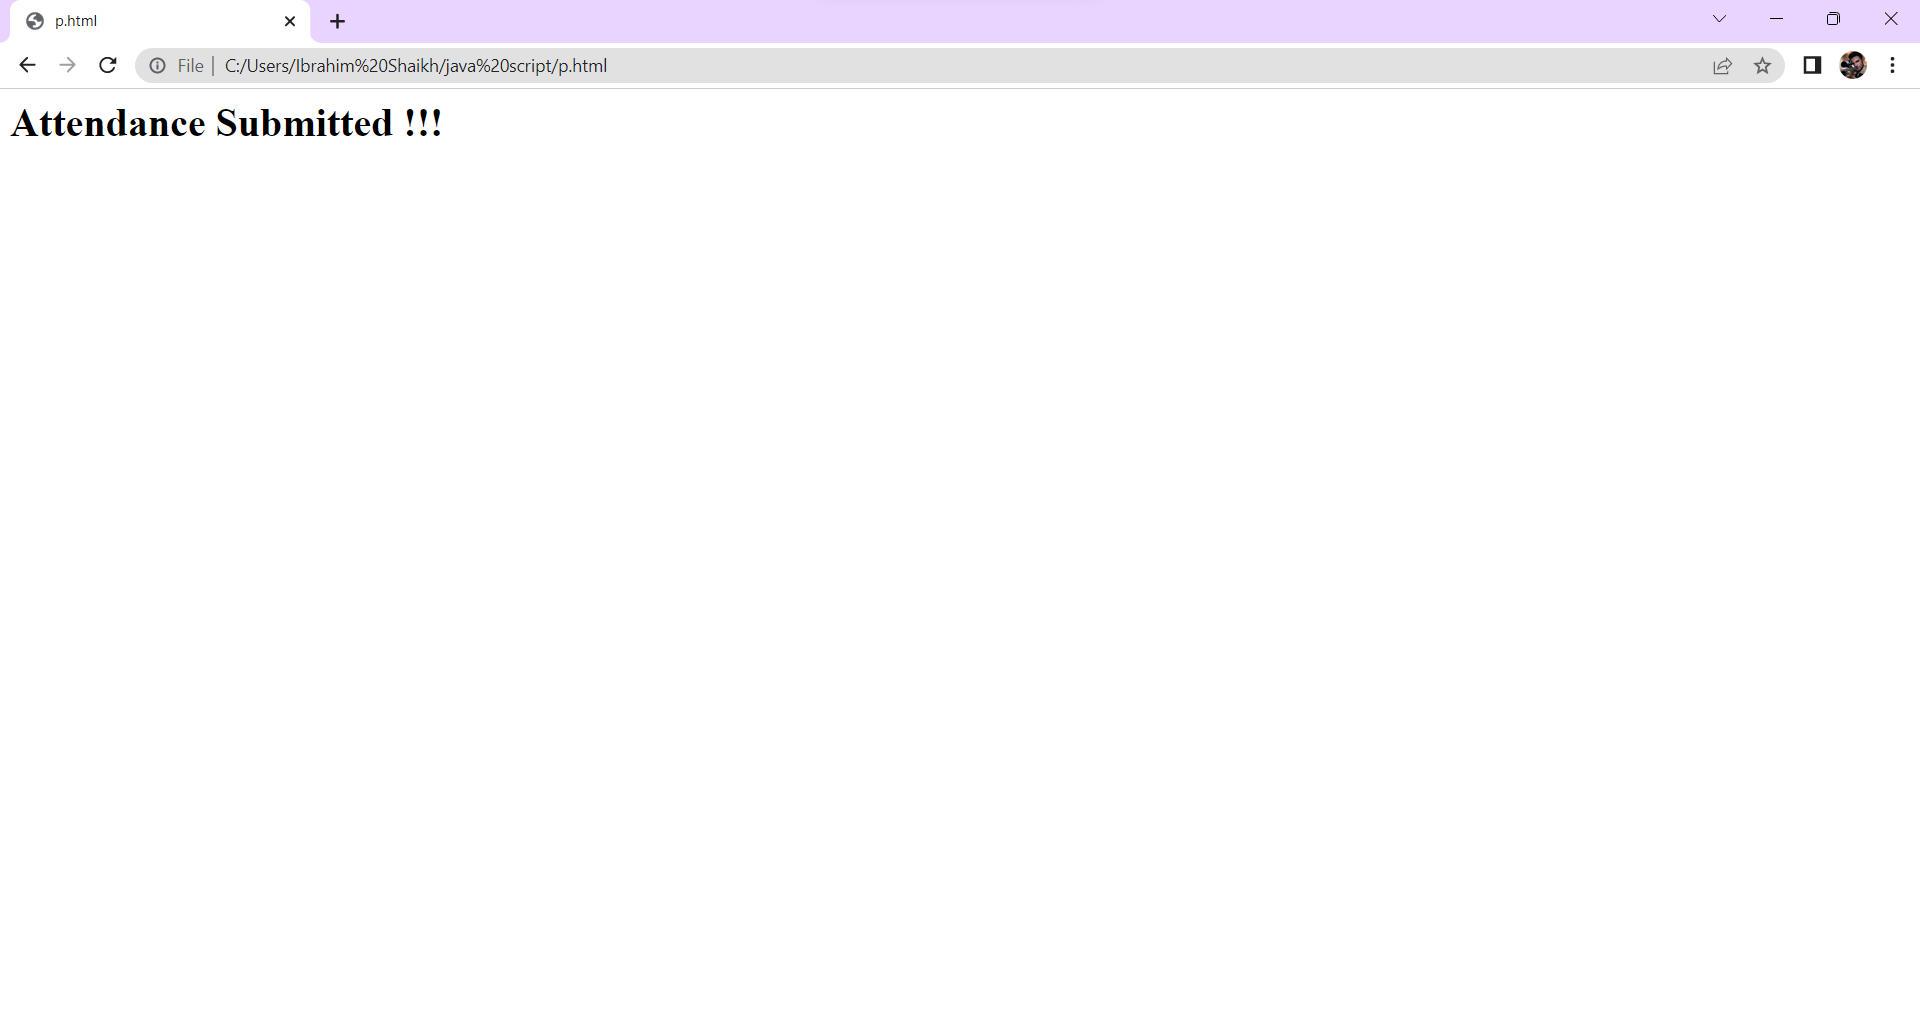 p.html
File
C:/Users/Ibrahim%20Shaikh/java%20script/p.html
Attendance Submitted !!!